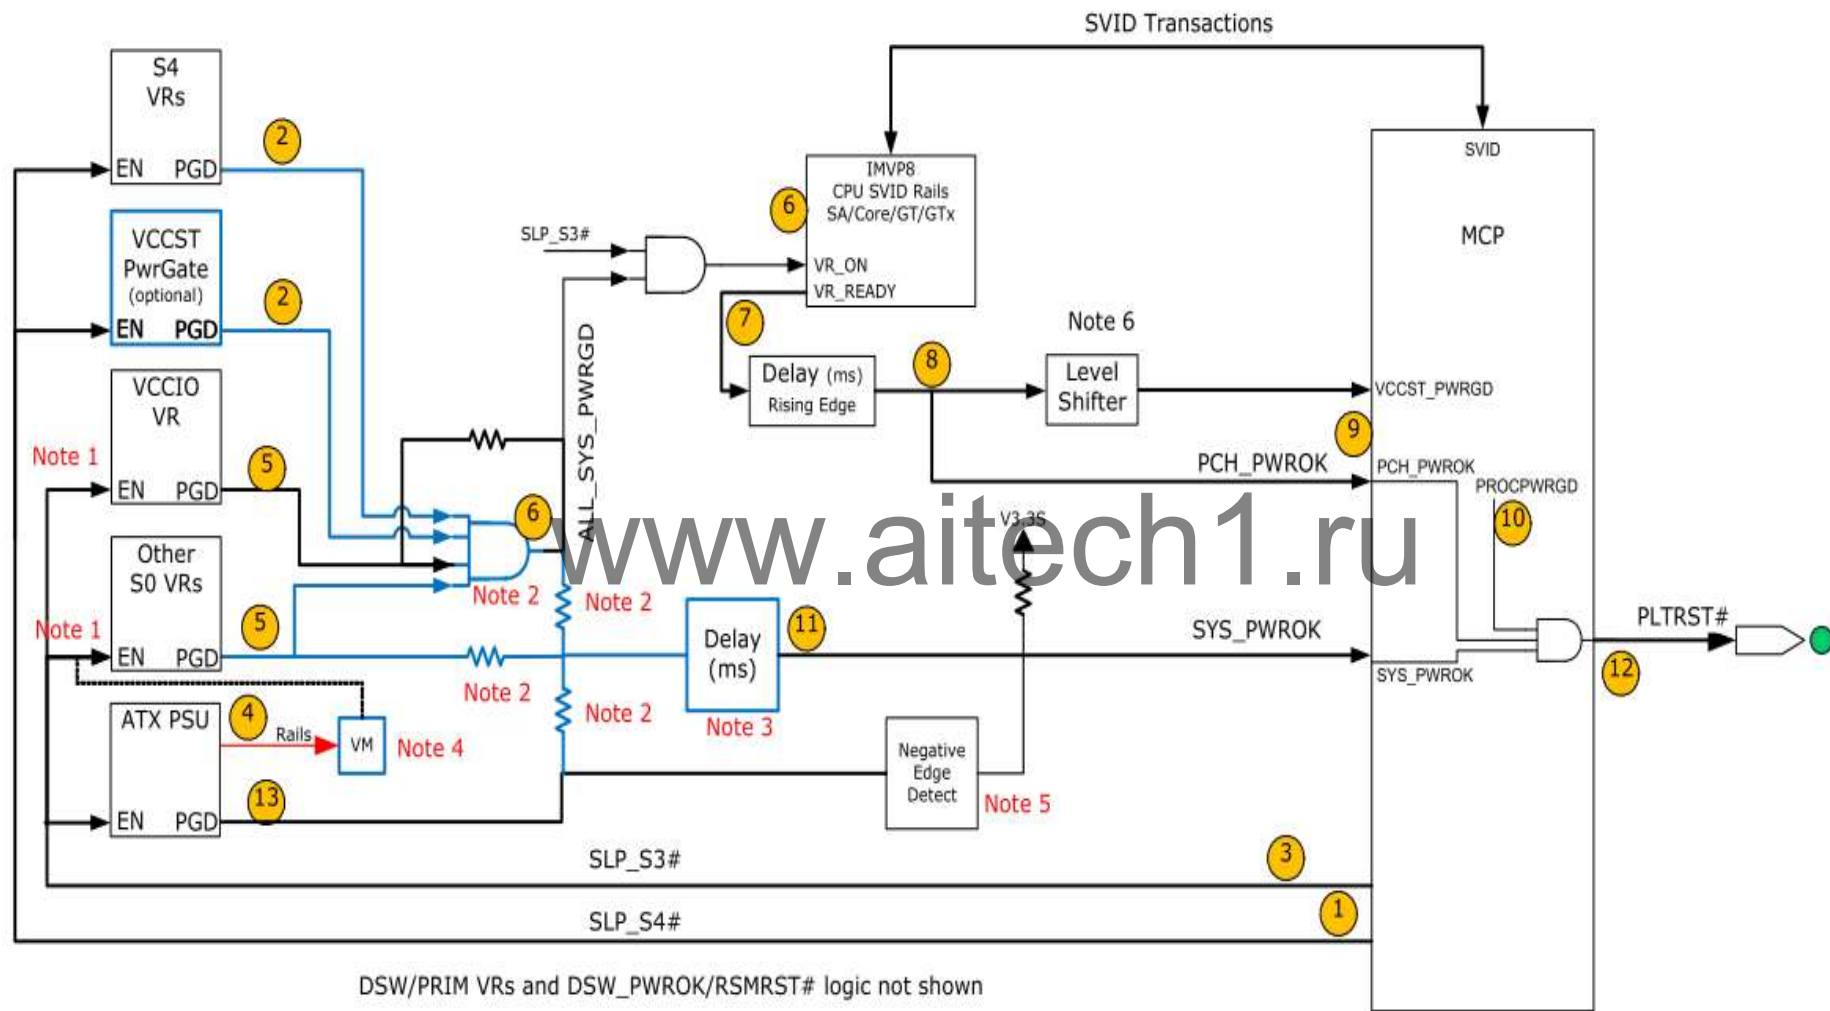 SVID Transactions
S4
VRs
EN PGD
2
VCCST
PwrGate
(optional)
EN PGD
2
VCCIO
VR
EN PGD
Note 1
5
Other
S0 VRs
EN PGD
Note 1
5
ATX PSU
4
Rails
VM
Note 4
EN PGD
13
SLP_S3#
ALL_SYS_PWRGD
6
Note 2
Note 2
Note 2
Note 2
6
IMVP8
CPU SVID Rails
SA/Core/GT/GTx
VR_ON
VR_READY
7
Delay (ms)
Rising Edge
8
Note 6
Level
Shifter
PCH_PWROK
V3.3S
Delay
(ms)
Note 3
11
SYS_PWROK
Negative
Edge
Detect
Note 5
SVID
MCP
VCCST_PWRGD
9
PCH_PWROK
PROCPWRGD
10
SYS_PWROK
12
PLTRST#
SLP_S3#
3
SLP_S4#
1
DSW/PRIM VRs and DSW_PWROK/RSMRST# logic not shown
www.aitech1.ru